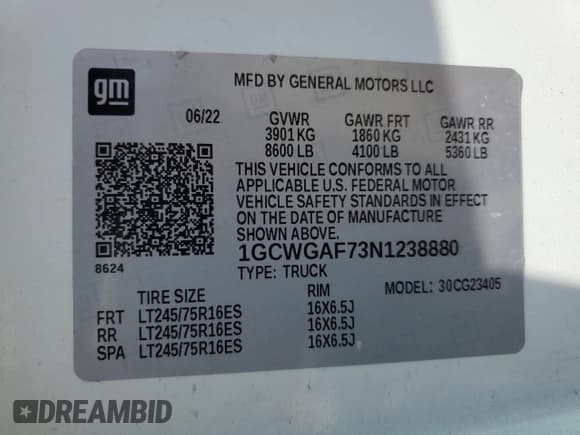 gm
MFD BY GENERAL MOTORS LLC
06/22 GVWR GAWR FRT GAWR RR
3901 KG 1860 KG 2431 KG
8600 LB 4100 LB 5360 LB
THIS VEHICLE CONFORMS TO ALL
APPLICABLE U.S. FEDERAL MOTOR
VEHICLE SAFETY STANDARDS IN EFFECT
ON THE DATE OF MANUFACTURE
SHOWN ABOVE.
8624
1GCWGAF73N1238880
TYPE: TRUCK MODEL: 30CG23405
TIRE SIZE RIM
FRT LT245/75R16ES 16X6.5J
RR LT245/75R16ES 16X6.5J
SPA LT245/75R16ES 16X6.5J
DREAMBID